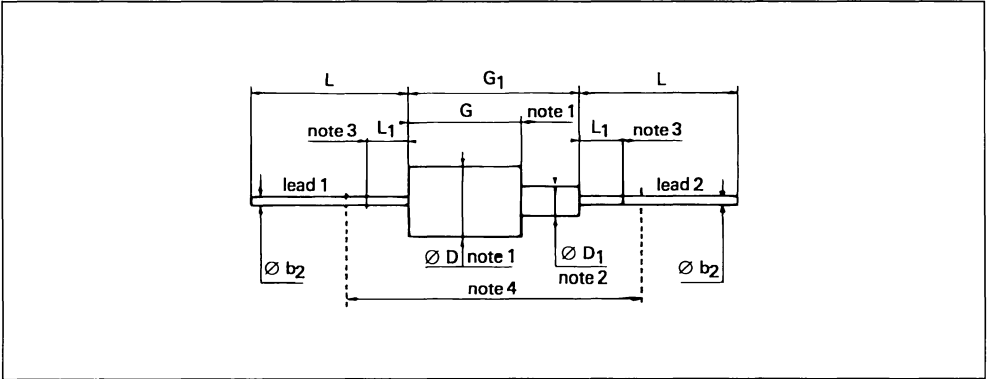 L G₁ L
G note 1
note 3 L₁ L₁ note 3
lead 1 lead 2
∅ b₂ ∅ D note 1 ∅ D₁ ∅ b₂
note 2
note 4